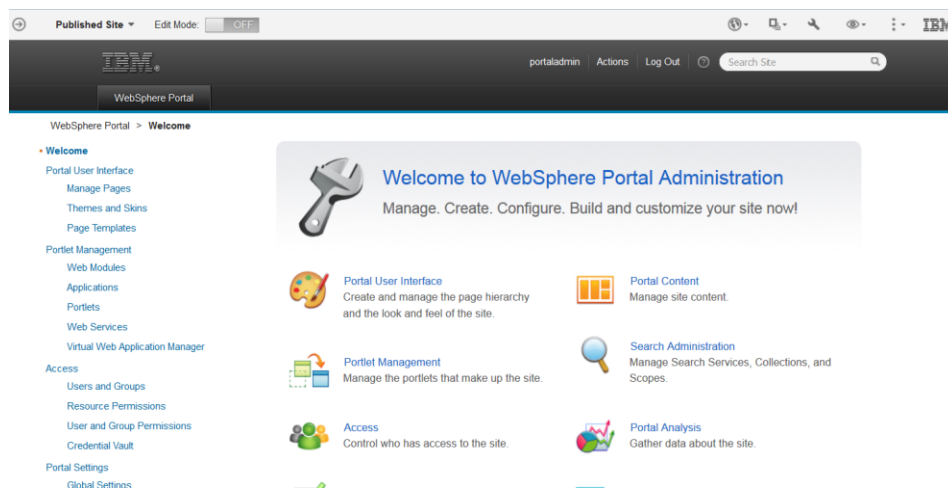 Published Site Edit Mode: OFF
IBM
portaladmin Actions Log Out Search Site
WebSphere Portal
WebSphere Portal > Welcome
Welcome
Portal User Interface
Manage Pages
Themes and Skins
Page Templates
Portlet Management
Web Modules
Applications
Portlets
Web Services
Virtual Web Application Manager
Access
Users and Groups
Resource Permissions
User and Group Permissions
Credential Vault
Portal Settings
Global Settings
Welcome to WebSphere Portal Administration
Manage. Create. Configure. Build and customize your site now!
Portal User Interface
Create and manage the page hierarchy
and the look and feel of the site.
Portal Content
Manage site content.
Portlet Management
Manage the portlets that make up the site.
Search Administration
Manage Search Services, Collections, and
Scopes.
Access
Control who has access to the site.
Portal Analysis
Gather data about the site.